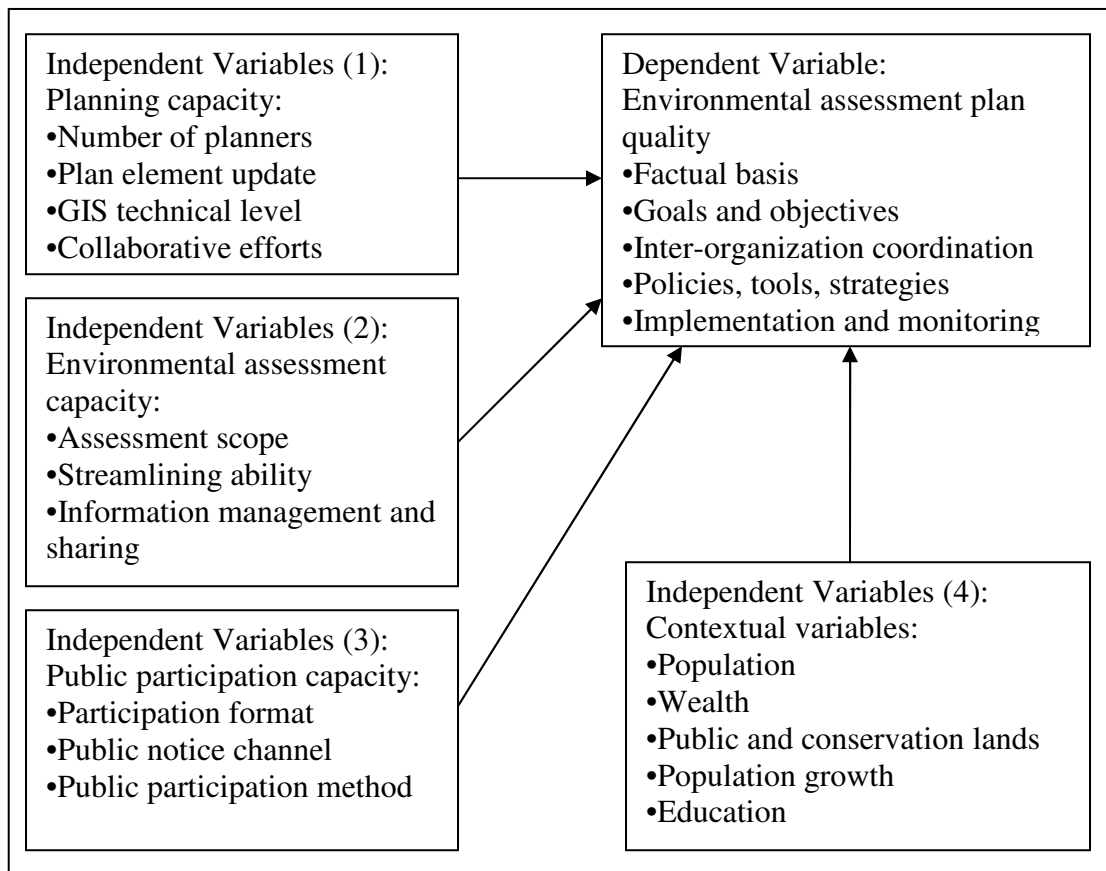 Independent Variables (1):
Planning capacity:
•Number of planners
•Plan element update
•GIS technical level
•Collaborative efforts
Independent Variables (2):
Environmental assessment
capacity:
•Assessment scope
•Streamlining ability
•Information management and
sharing
Independent Variables (3):
Public participation capacity:
•Participation format
•Public notice channel
•Public participation method
Dependent Variable:
Environmental assessment plan
quality
•Factual basis
•Goals and objectives
•Inter-organization coordination
•Policies, tools, strategies
•Implementation and monitoring
Independent Variables (4):
Contextual variables:
•Population
•Wealth
•Public and conservation lands
•Population growth
•Education